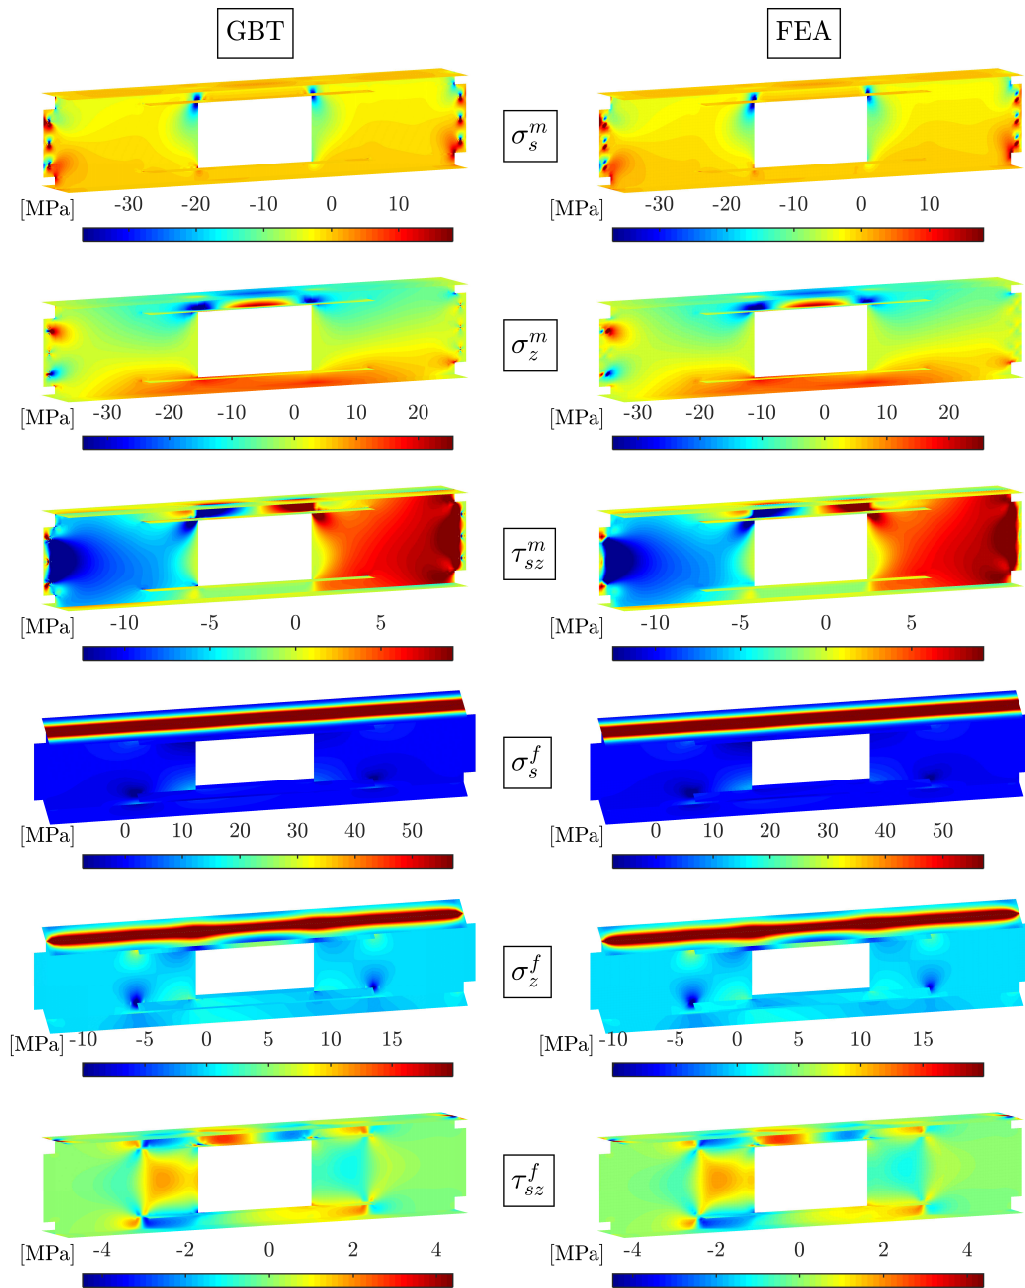 GBT FEA
σ_s^m
[MPa] -30 -20 -10 0 10 [MPa] -30 -20 -10 0 10
σ_z^m
[MPa] -30 -20 -10 0 10 20 [MPa] -30 -20 -10 0 10 20
τ_sz^m
[MPa] -10 -5 0 5 [MPa] -10 -5 0 5
σ_s^f
[MPa] 0 10 20 30 40 50 [MPa] 0 10 20 30 40 50
σ_z^f
[MPa] -10 -5 0 5 10 15 [MPa] -10 -5 0 5 10 15
τ_sz^f
[MPa] -4 -2 0 2 4 [MPa] -4 -2 0 2 4